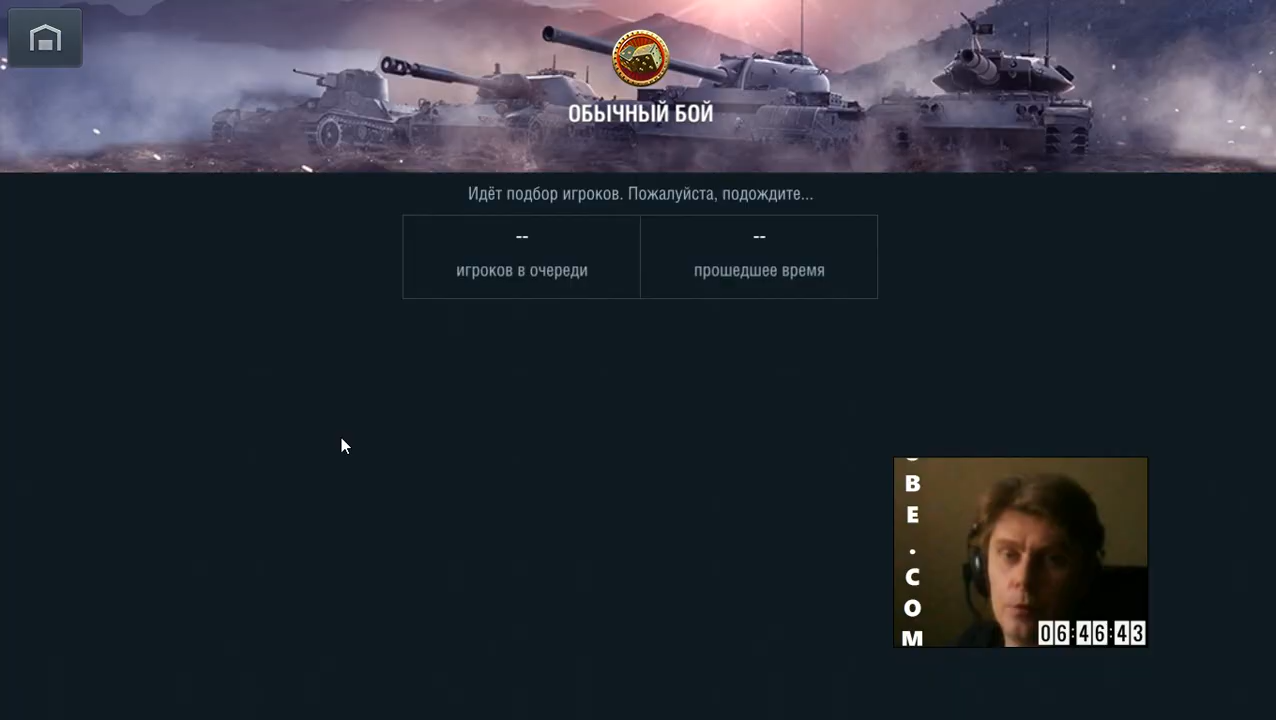 ОБЫЧНЫЙ БОЙ
Идёт подбор игроков. Пожалуйста, подождите...
--
игроков в очереди
--
прошедшее время
B
E
.
C
O
M
06:46:43